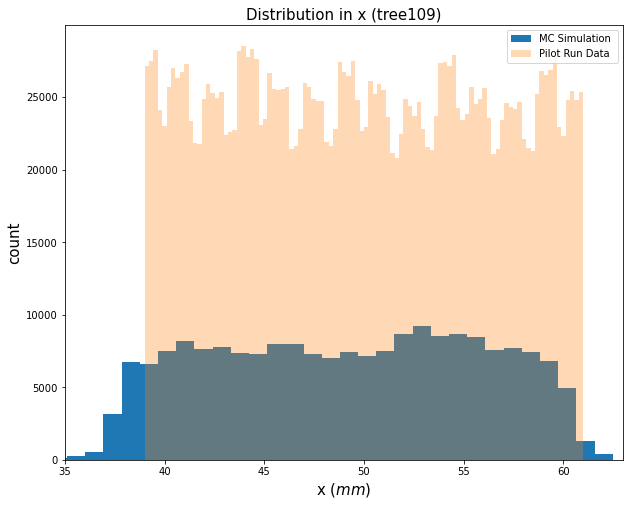 Distribution in x (tree109)
MC Simulation
Pilot Run Data
count
25000
20000
15000
10000
5000
0
35 40 45 50 55 60
x (mm)